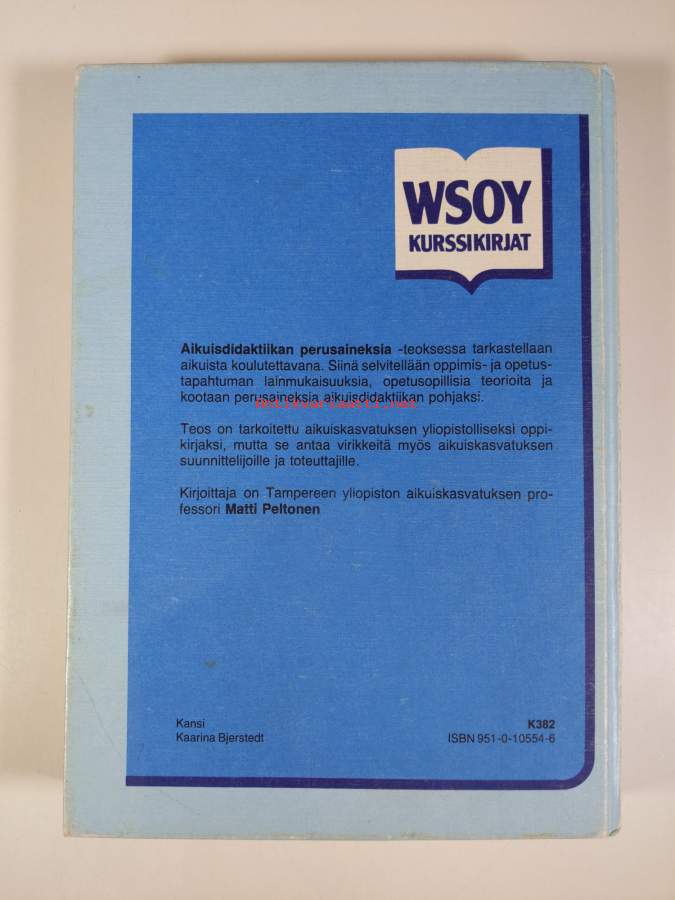 WSOY
KURSSIKIRJAT
Aikuisdidaktiikan perusaineksia -teoksessa tarkastellaan
aikuista koulutettavana. Siinä selvitellään oppimis- ja opetus-
tapahtuman lainmukaisuuksia, opetusopillisia teorioita ja
kootaan perusaineksia aikuisdidaktiikan pohjaksi.
antikvariaatti.net
Teos on tarkoitettu aikuiskasvatuksen yliopistolliseksi oppi-
kirjaksi, mutta se antaa virikkeitä myös aikuiskasvatuksen
suunnittelijoille ja toteuttajille.
Kirjoittaja on Tampereen yliopiston aikuiskasvatuksen pro-
fessori Matti Peltonen
Kansi
Kaarina Bjerstedt
K382
ISBN 951-0-10554-6